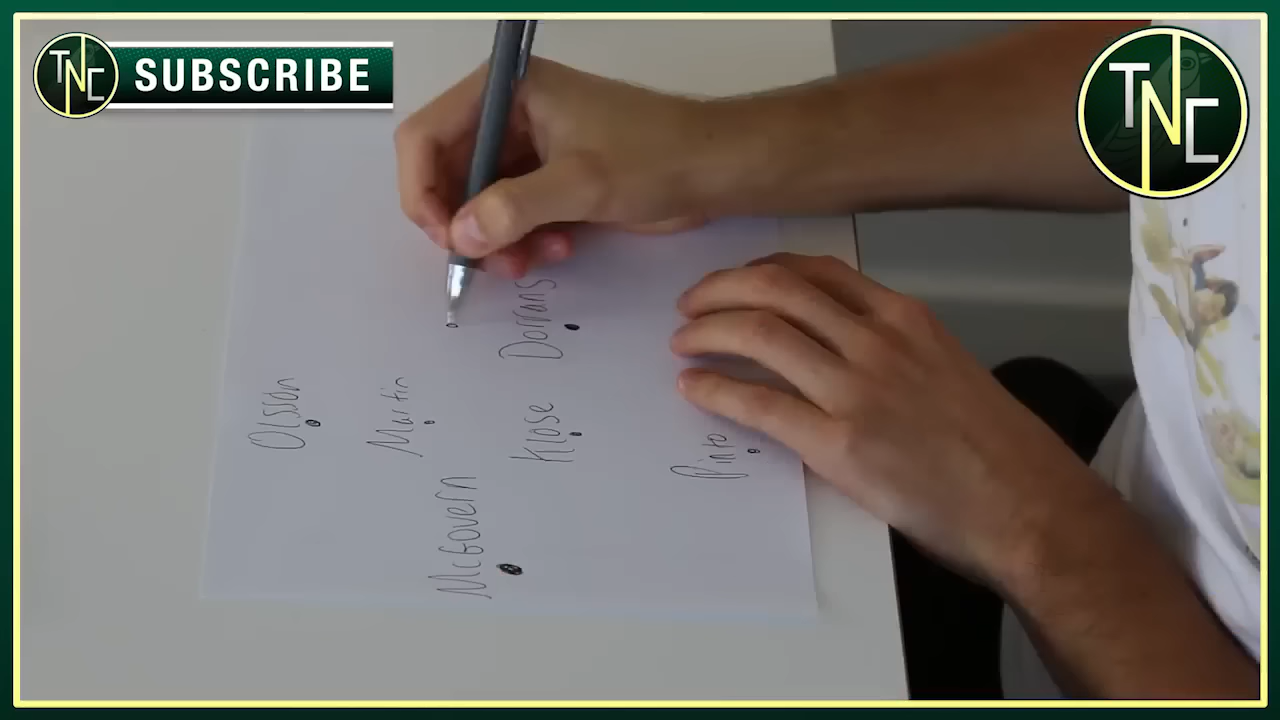 TNC
SUBSCRIBE
TNC
Olsson
Martin
McGovern
Klose
Dorrans
Pinto